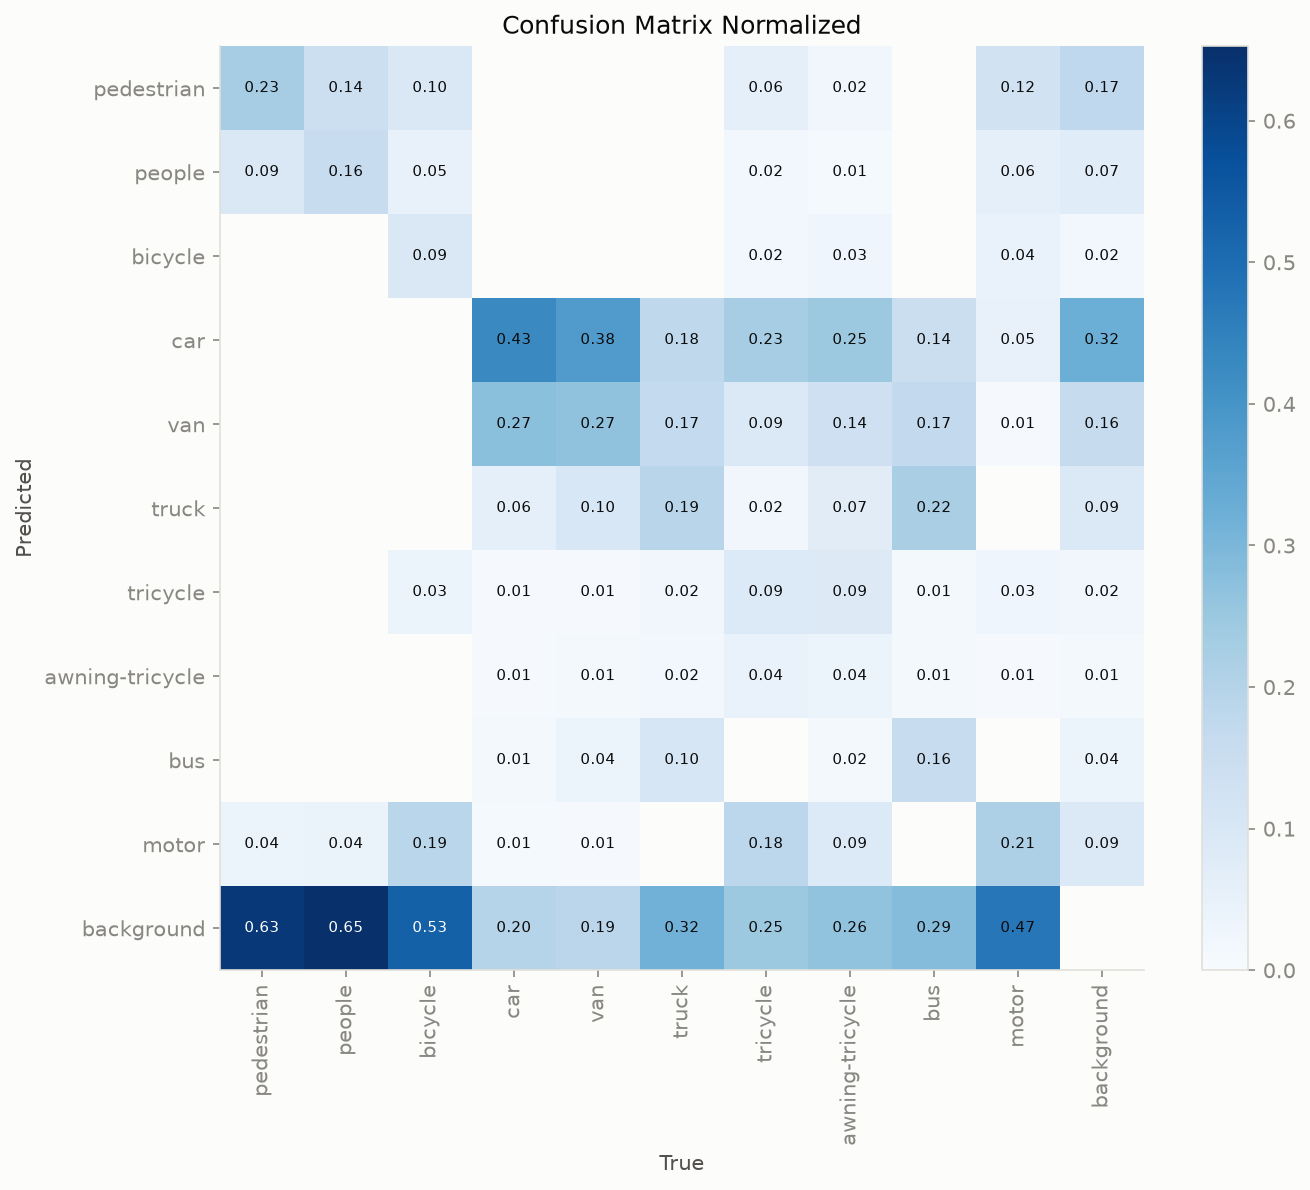 Confusion Matrix Normalized
pedestrian 0.23 0.14 0.10 0.06 0.02 0.12 0.17
people 0.09 0.16 0.05 0.02 0.01 0.06 0.07
bicycle 0.09 0.02 0.03 0.04 0.02
car 0.43 0.38 0.18 0.23 0.25 0.14 0.05 0.32
van 0.27 0.27 0.17 0.09 0.14 0.17 0.01 0.16
truck 0.06 0.10 0.19 0.02 0.07 0.22 0.09
tricycle 0.03 0.01 0.01 0.02 0.09 0.09 0.01 0.03 0.02
awning-tricycle 0.01 0.01 0.02 0.04 0.04 0.01 0.01 0.01
bus 0.01 0.04 0.10 0.02 0.16 0.04
motor 0.04 0.04 0.19 0.01 0.01 0.18 0.09 0.21 0.09
background 0.63 0.65 0.53 0.20 0.19 0.32 0.25 0.26 0.29 0.47
Predicted
pedestrian
people
bicycle
car
van
truck
tricycle
awning-tricycle
bus
motor
background
True
0.6
0.5
0.4
0.3
0.2
0.1
0.0